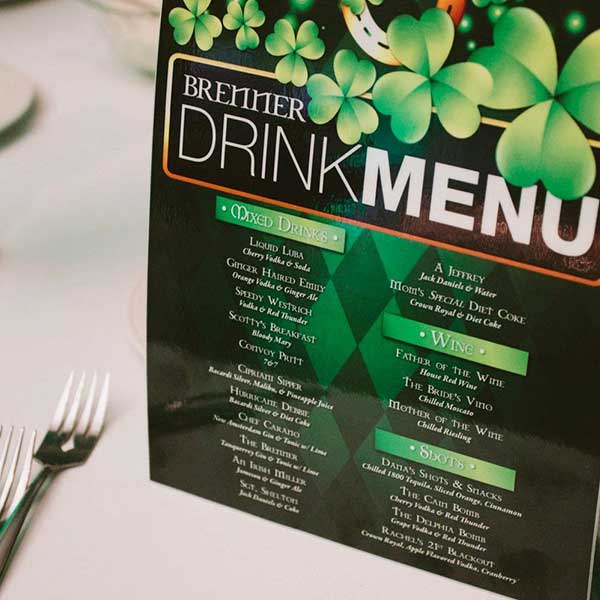 BRENNER
DRINK MENU
• Mixed Drinks •
Liquid Luba
Cherry Vodka & Soda
Ginger Haired Emily
Orange Vodka & Ginger Ale
Speedy Westrich
Vodka & Red Thunder
Scotty's Breakfast
Bloody Mary
Convoy Pritt
7&7
Cipriani Sipper
Bacardi Silver, Malibu, & Pineapple Juice
Hurricane Debbie
Bacardi Silver & Diet Coke
Chef Carano
New Amsterdam Gin & Tonic w/ Lime
The Brenner
Tanquerey Gin & Tonic w/ Lime
An Irish Miller
Jameson & Ginger Ale
Sgt. Shelton
Jack Daniels & Coke
A Jeffrey
Jack Daniels & Water
Mom's Special Diet Coke
Crown Royal & Diet Coke
• Wine •
Father of the Wine
House Red Wine
The Bride's Vino
Chilled Moscato
Mother of the Wine
Chilled Riesling
• Shots •
Dana's Shots & Snacks
Chilled 1800 Tequila, Sliced Orange, Cinnamon
The Cain Bomb
Cherry Vodka & Red Thunder
The Delphia Bomb
Grape Vodka & Red Thunder
Rachel's 21st Blackout
Crown Royal, Apple Flavored Vodka, Cranberry